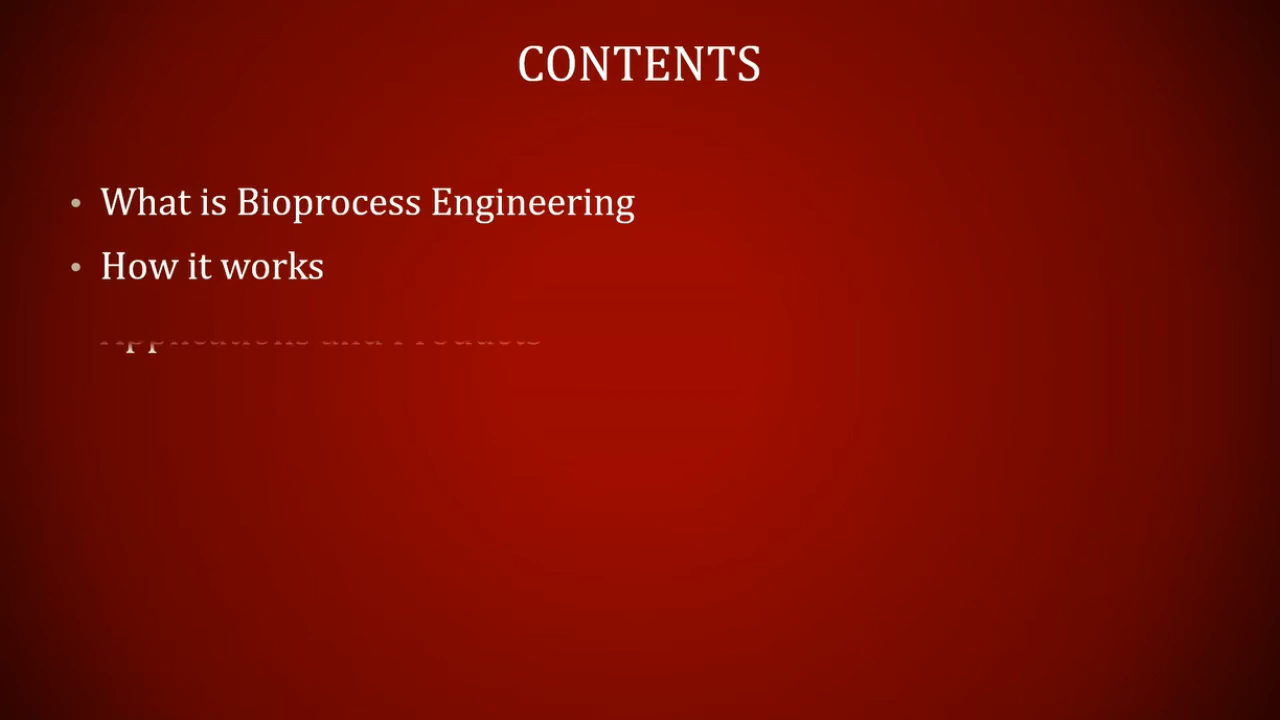 CONTENTS
• What is Bioprocess Engineering
• How it works